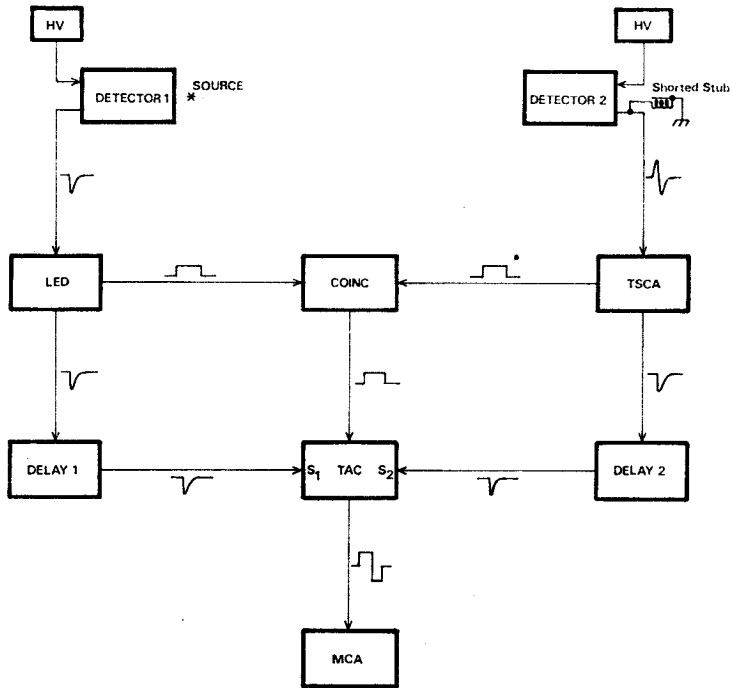 HV
HV
DETECTOR 1
* SOURCE
DETECTOR 2
Shorted Stub
LED
COINC
TSCA
DELAY 1
S1 TAC S2
DELAY 2
MCA